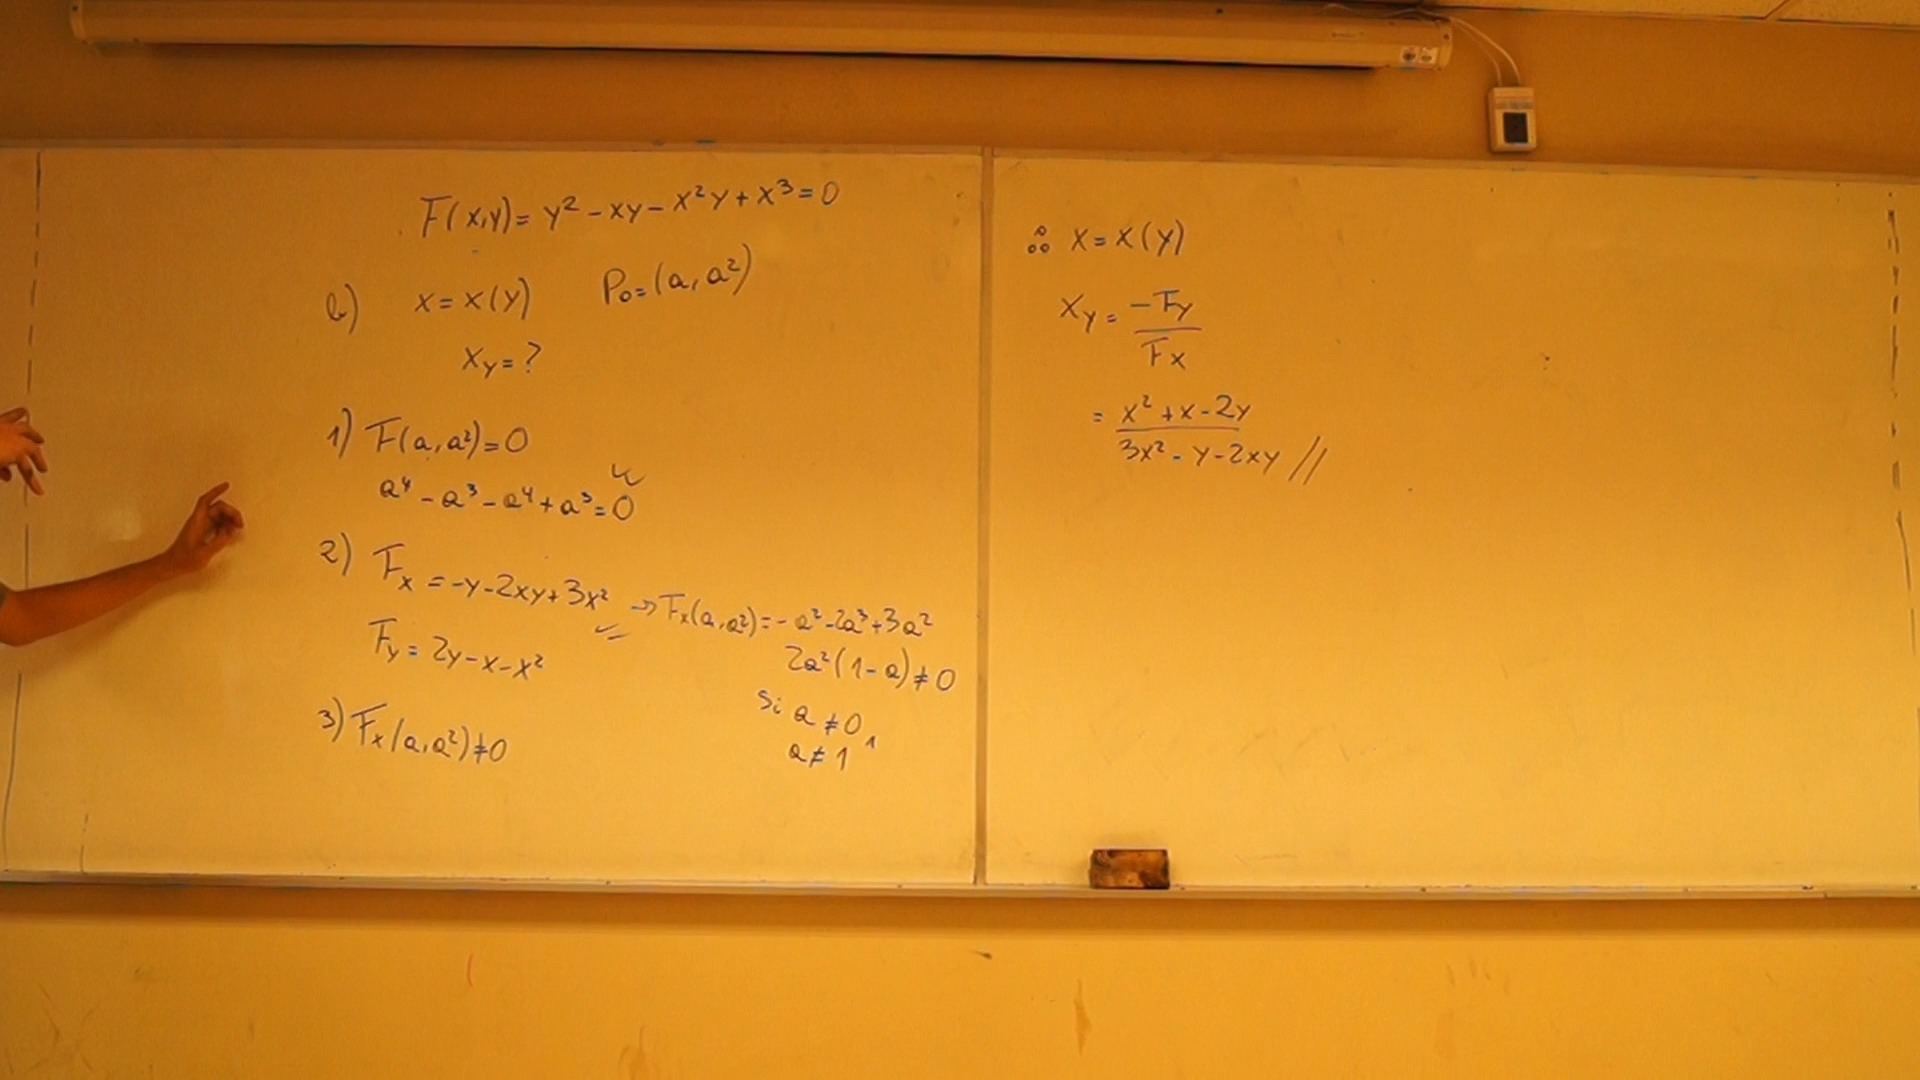 F(x,y)= y² - xy - x²y + x³ = 0
b) x = x(y) P₀=(a, a²)
x_y = ?
1) F(a, a²)=0
a⁴ - a³ - a⁴ + a³ = 0
2) F_x = -y-2xy+3x² → F_x(a, a²)= -a²-2a³+3a²
F_y = 2y-x-x²
2a²(1-a)≠0
3) F_x(a, a²)≠0
Si a≠0 ∧
a≠1
∴ x = x(y)
x_y = -F_y / F_x
= x²+x-2y / 3x²-y-2xy //